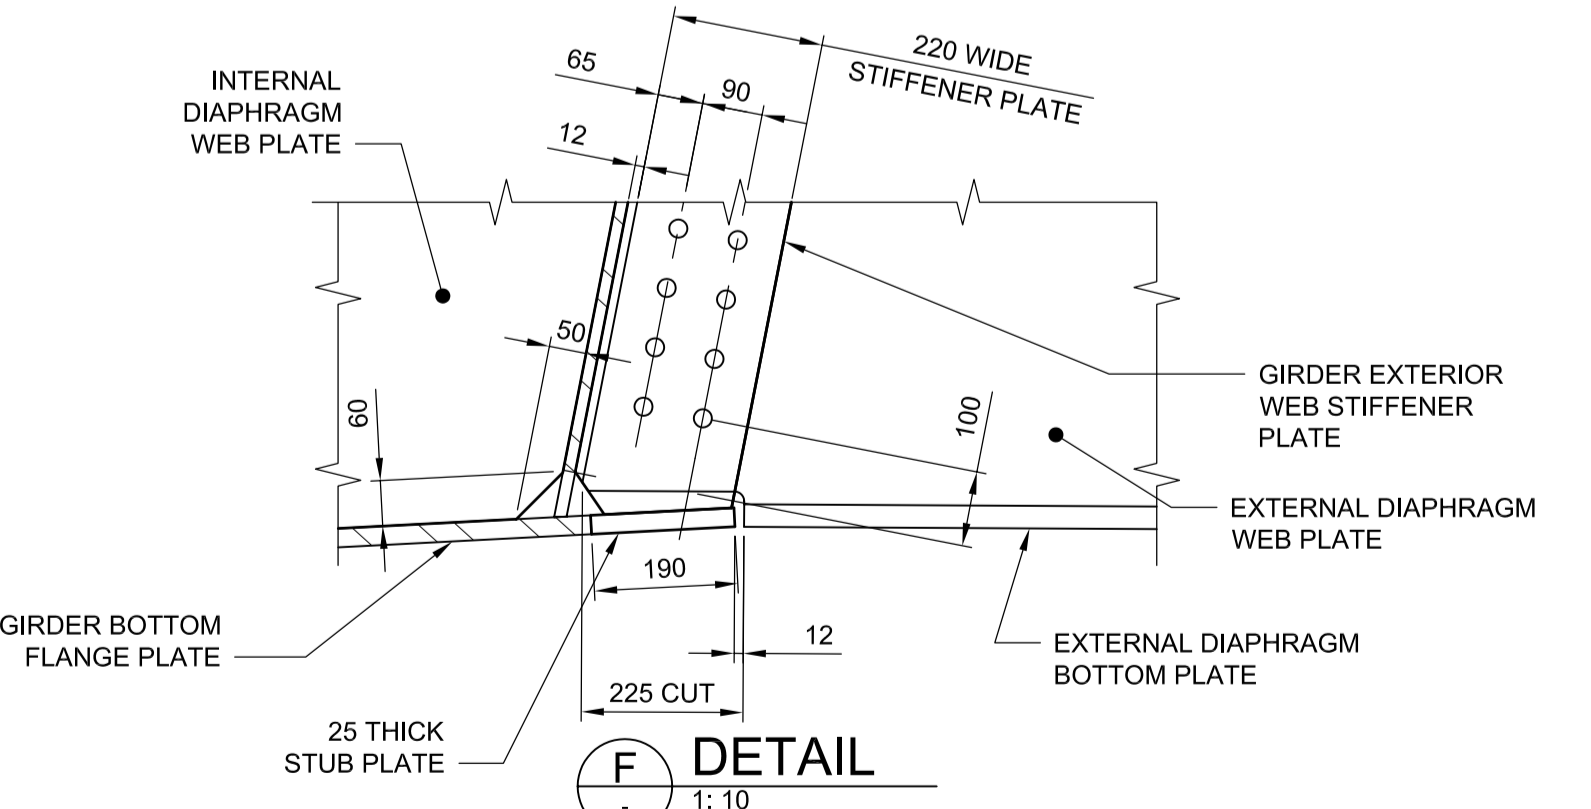 INTERNAL
DIAPHRAGM
WEB PLATE
65
12
90
220 WIDE
STIFFENER PLATE
50
60
100
GIRDER EXTERIOR
WEB STIFFENER
PLATE
EXTERNAL DIAPHRAGM
WEB PLATE
190
12
225 CUT
GIRDER BOTTOM
FLANGE PLATE
EXTERNAL DIAPHRAGM
BOTTOM PLATE
25 THICK
STUB PLATE
F
-
DETAIL
1: 10